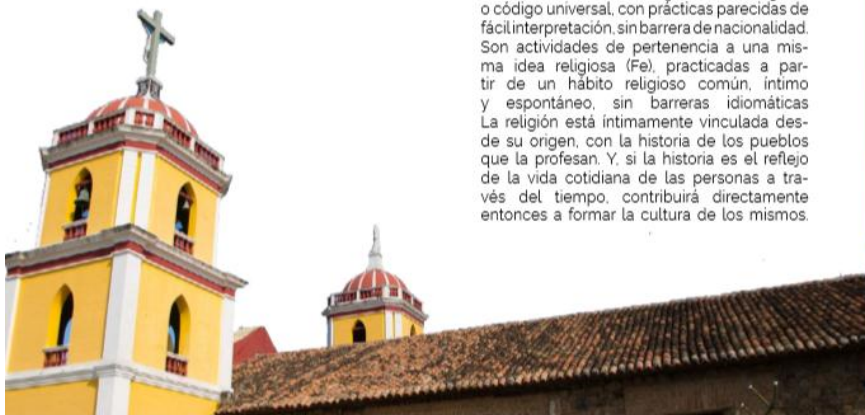 o código universal, con prácticas parecidas de
fácil interpretación, sin barrera de nacionalidad.
Son actividades de pertenencia a una mis-
ma idea religiosa (Fe), practicadas a par-
tir de un hábito religioso común, íntimo
y espontáneo, sin barreras idiomáticas
La religión está íntimamente vinculada des-
de su origen, con la historia de los pueblos
que la profesan. Y, si la historia es el reflejo
de la vida cotidiana de las personas a tra-
vés del tiempo, contribuirá directamente
entonces a formar la cultura de los mismos.